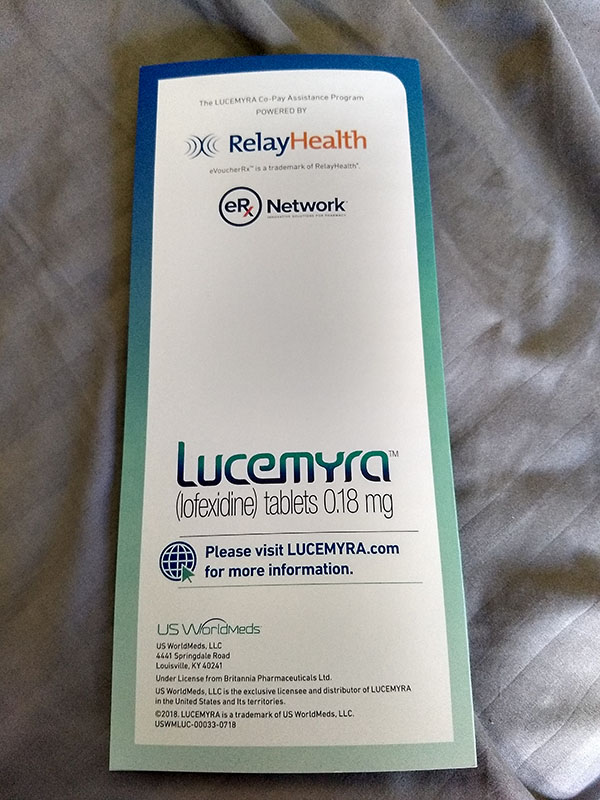 The LUCEMYRA Co-Pay Assistance Program
POWERED BY
RelayHealth
eVoucherRx™ is a trademark of RelayHealth®.
eRx Network
INNOVATIVE SOLUTIONS FOR PHARMACY
Lucemyra™
(lofexidine) tablets 0.18 mg
Please visit LUCEMYRA.com
for more information.
US WorldMeds
US WorldMeds, LLC
4441 Springdale Road
Louisville, KY 40241
Under License from Britannia Pharmaceuticals Ltd.
US WorldMeds, LLC is the exclusive licensee and distributor of LUCEMYRA
in the United States and Its territories.
©2018. LUCEMYRA is a trademark of US WorldMeds, LLC.
USWMLUC-00033-0718